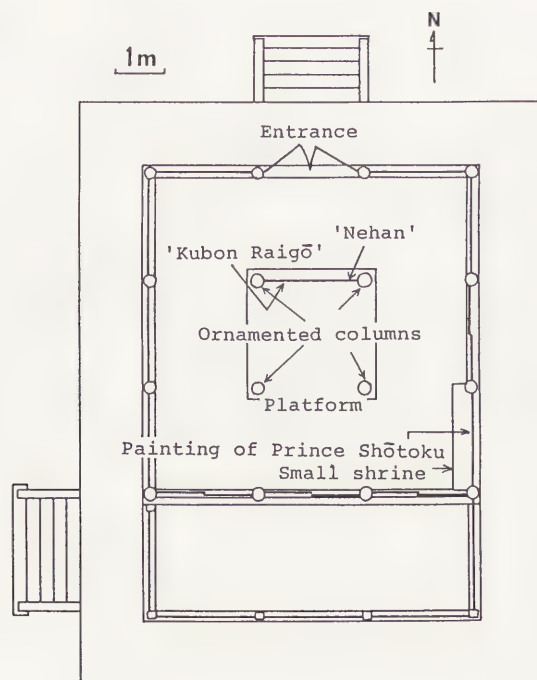 N
1m
Entrance
'Nehan'
'Kubon Raigō'
Ornamented columns
Platform
Painting of Prince Shōtoku
Small shrine